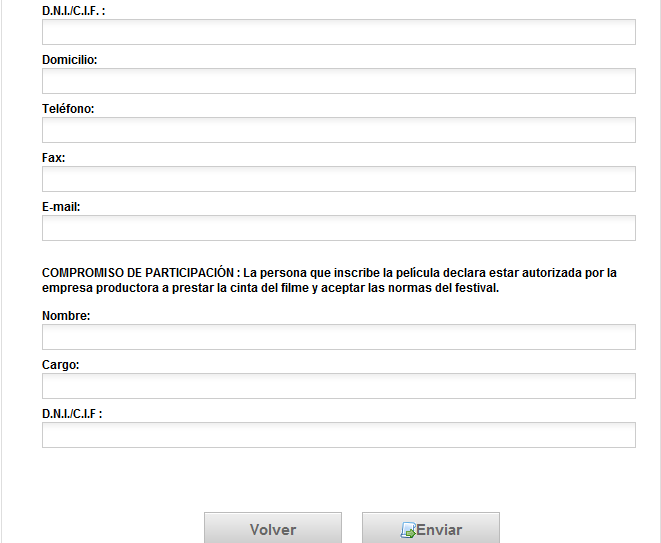 D.N.I./C.I.F. :
Domicilio:
Teléfono:
Fax:
E-mail:
COMPROMISO DE PARTICIPACIÓN : La persona que inscribe la película declara estar autorizada por la
empresa productora a prestar la cinta del filme y aceptar las normas del festival.
Nombre:
Cargo:
D.N.I./C.I.F :
Volver
Enviar